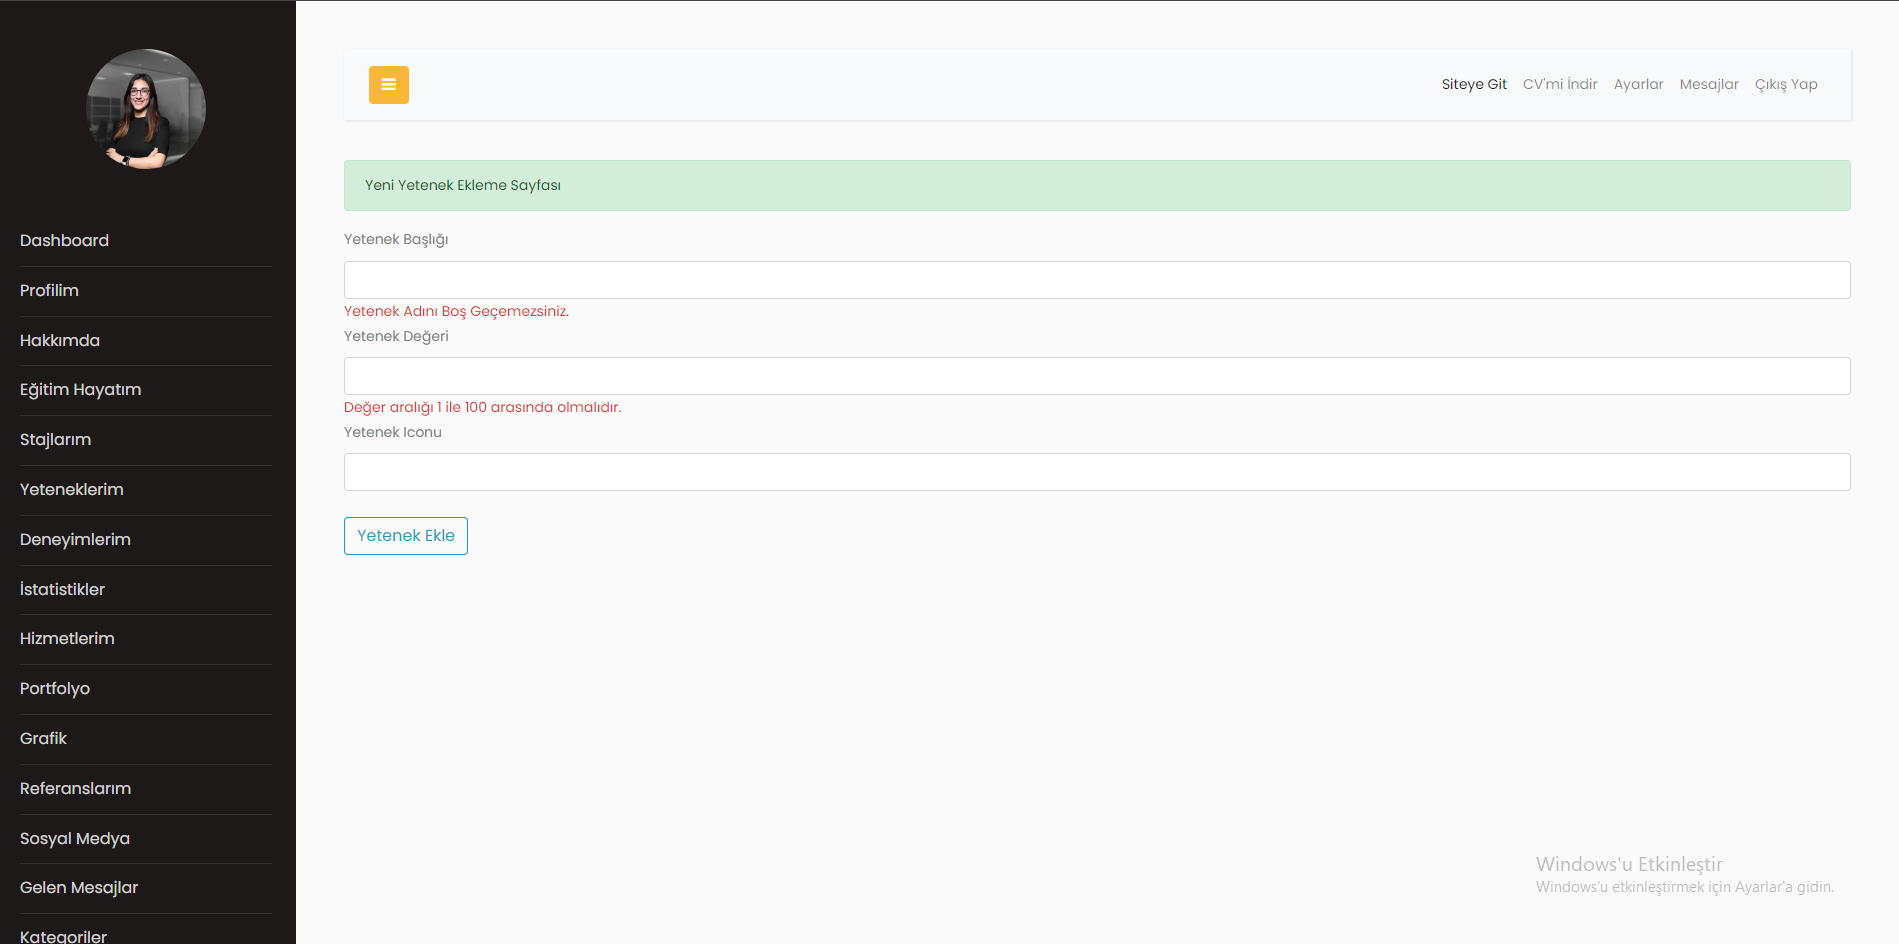 Dashboard
Profilim
Hakkımda
Eğitim Hayatım
Stajlarım
Yeteneklerim
Deneyimlerim
İstatistikler
Hizmetlerim
Portfolyo
Grafik
Referanslarım
Sosyal Medya
Gelen Mesajlar
Kategoriler
Siteye Git CV'mi İndir Ayarlar Mesajlar Çıkış Yap
Yeni Yetenek Ekleme Sayfası
Yetenek Başlığı
Yetenek Adını Boş Geçemezsiniz.
Yetenek Değeri
Değer aralığı 1 ile 100 arasında olmalıdır.
Yetenek Iconu
Yetenek Ekle
Windows'u Etkinleştir
Windows'u etkinleştirmek için Ayarlar'a gidin.